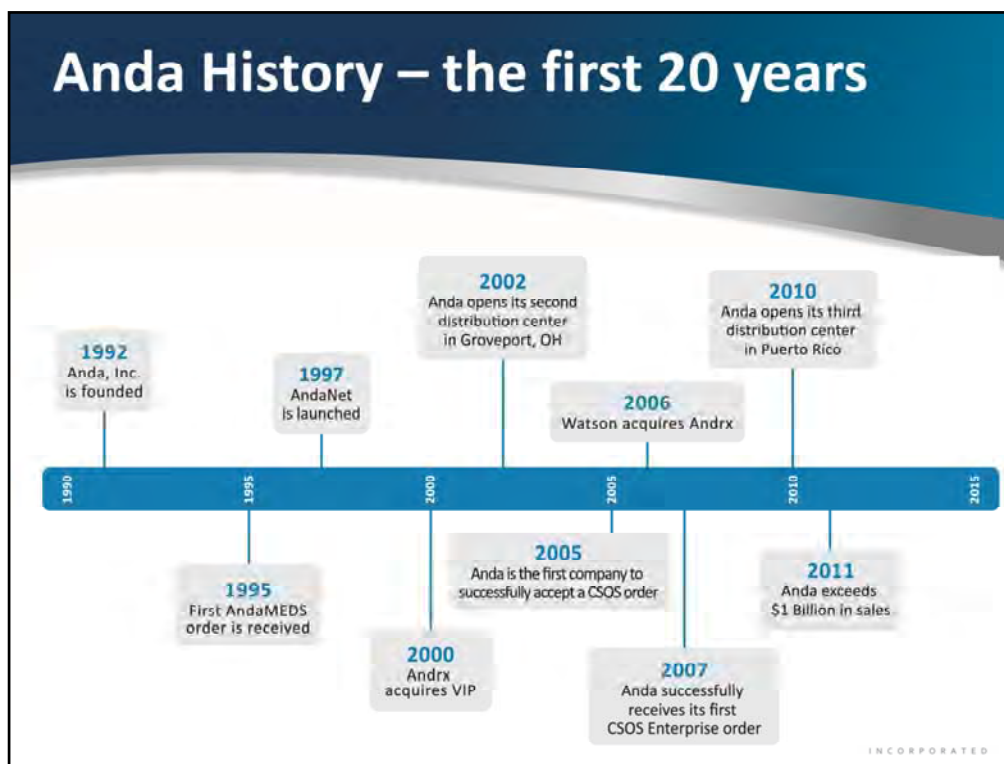 Anda History – the first 20 years
1992
Anda, Inc.
is founded
1997
AndaNet
is launched
2002
Anda opens its second
distribution center
in Groveport, OH
2006
Watson acquires Andrx
2010
Anda opens its third
distribution center
in Puerto Rico
1990
1995
2000
2005
2010
2015
1995
First AndaMEDS
order is received
2000
Andrx
acquires VIP
2005
Anda is the first company to
successfully accept a CSOS order
2007
Anda successfully
receives its first
CSOS Enterprise order
2011
Anda exceeds
$1 Billion in sales
INCORPORATED